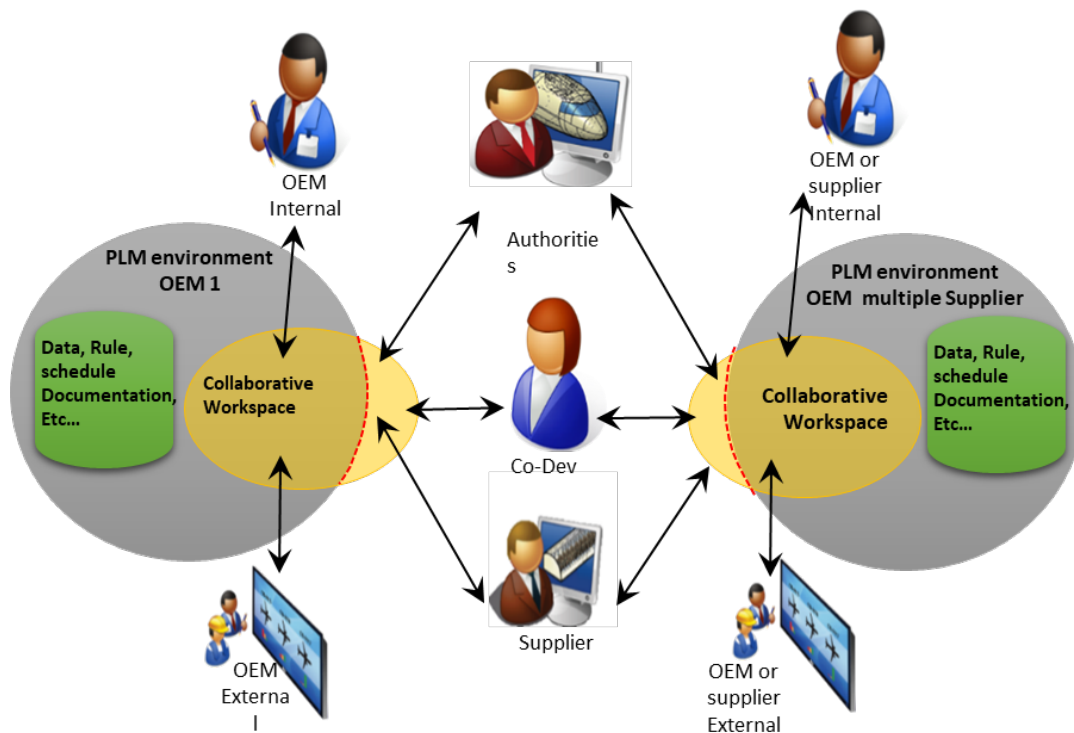 OEM
Internal
OEM or
supplier
Internal
Authoritie
s
PLM environment
OEM 1
PLM environment
OEM  multiple Supplier
Data, Rule,
schedule
Documentation,
Etc...
Collaborative
Workspace
Collaborative
Workspace
Data, Rule,
schedule
Documentation,
Etc...
Co-Dev
Supplier
OEM
Externa
l
OEM or
supplier
External